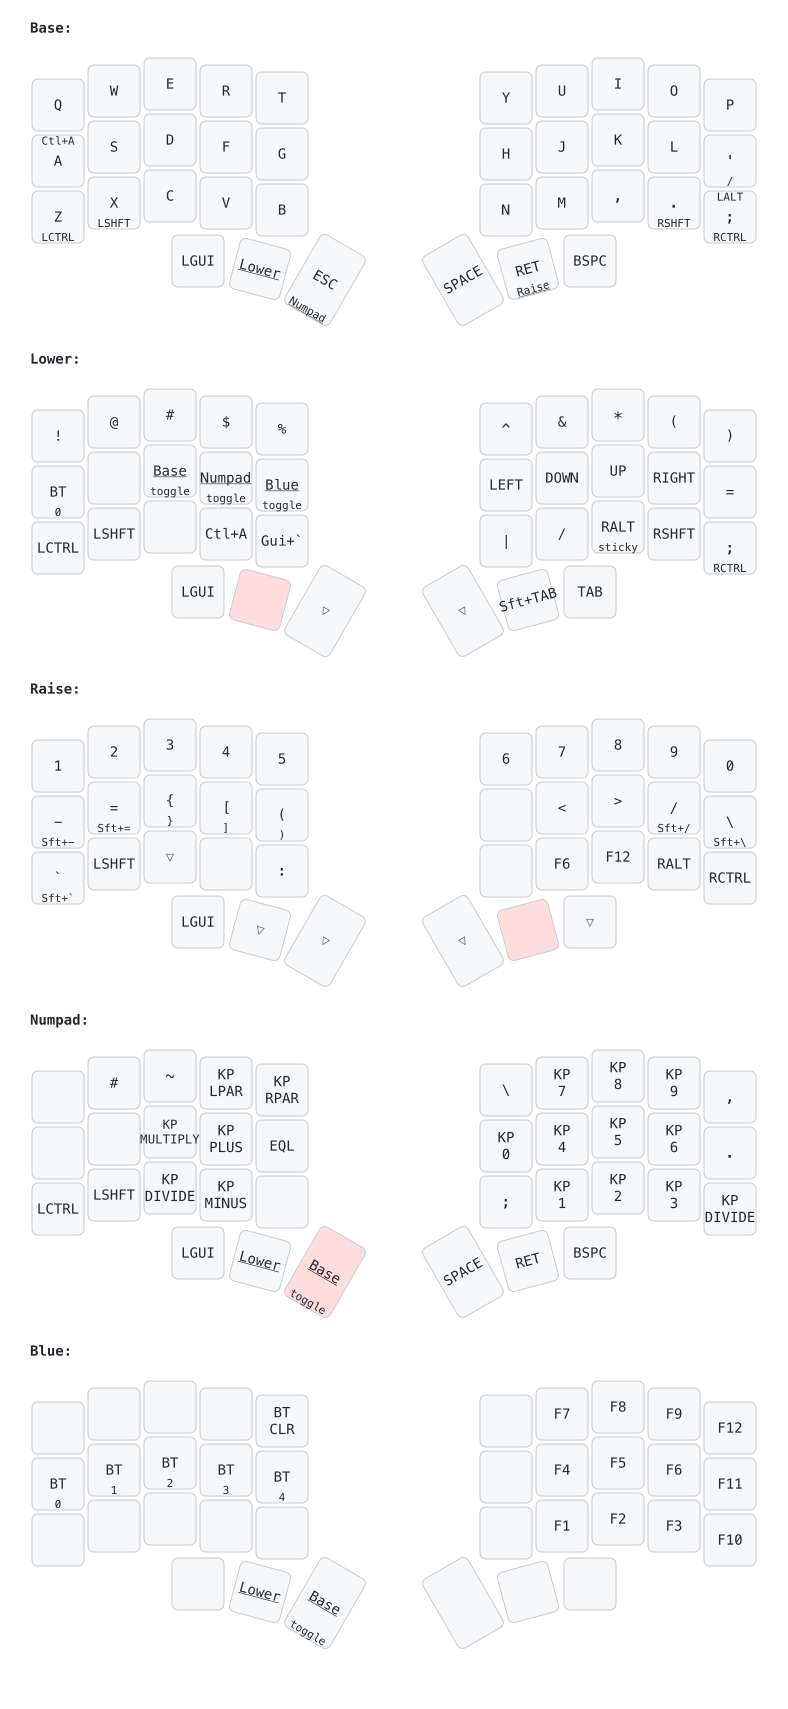 Base:
Q W E R T Y U I O P
Ctl+A
A S D F G H J K L '
/
LALT
Z X C V B N M , . ;
LCTRL LSHFT RSHFT RCTRL
LGUI Lower ESC SPACE RET BSPC
Numpad Raise
Lower:
! @ # $ % ^ & * ( )
BT Base Numpad Blue LEFT DOWN UP RIGHT =
0 toggle toggle toggle
LCTRL LSHFT Ctl+A Gui+` | / RALT RSHFT ;
sticky RCTRL
LGUI ▷ ◁ Sft+TAB TAB
Raise:
1 2 3 4 5 6 7 8 9 0
− = { [ ( < > / \
Sft+− Sft+= } ] ) Sft+/ Sft+\
` LSHFT ▽ : F6 F12 RALT RCTRL
Sft+`
LGUI ▽ ▷ ◁ ▽
Numpad:
# ~ KP LPAR KP RPAR \ KP 7 KP 8 KP 9 ,
KP MULTIPLY KP PLUS EQL KP 0 KP 4 KP 5 KP 6 .
LCTRL LSHFT KP DIVIDE KP MINUS ; KP 1 KP 2 KP 3 KP DIVIDE
LGUI Lower Base SPACE RET BSPC
toggle
Blue:
BT CLR F7 F8 F9 F12
BT BT BT BT BT F4 F5 F6 F11
0 1 2 3 4
F1 F2 F3 F10
Lower Base
toggle